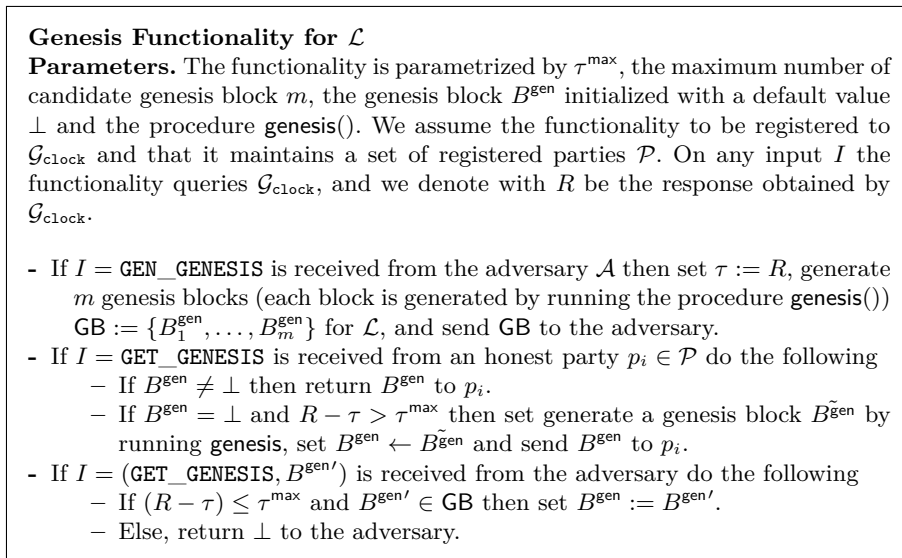 Genesis Functionality for ℒ
Parameters. The functionality is parametrized by τ^max, the maximum number of
candidate genesis block m, the genesis block B^gen initialized with a default value
⊥ and the procedure genesis(). We assume the functionality to be registered to
𝒢_clock and that it maintains a set of registered parties 𝒫. On any input I the
functionality queries 𝒢_clock, and we denote with R be the response obtained by
𝒢_clock.
- If I = GEN_GENESIS is received from the adversary 𝒜 then set τ := R, generate
m genesis blocks (each block is generated by running the procedure genesis())
GB := {B_1^gen, . . . , B_m^gen} for ℒ, and send GB to the adversary.
- If I = GET_GENESIS is received from an honest party p_i ∈ 𝒫 do the following
– If B^gen ≠ ⊥ then return B^gen to p_i.
– If B^gen = ⊥ and R − τ > τ^max then set generate a genesis block B^g̃en by
running genesis, set B^gen ← B^g̃en and send B^gen to p_i.
- If I = (GET_GENESIS, B^gen′) is received from the adversary do the following
– If (R − τ) ≤ τ^max and B^gen′ ∈ GB then set B^gen := B^gen′.
– Else, return ⊥ to the adversary.